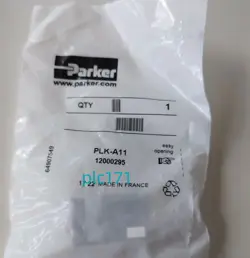 Parker
www.parker.com
QTY
1
PLK-A11
12000295
easy
opening
plc171
MADE IN FRANCE